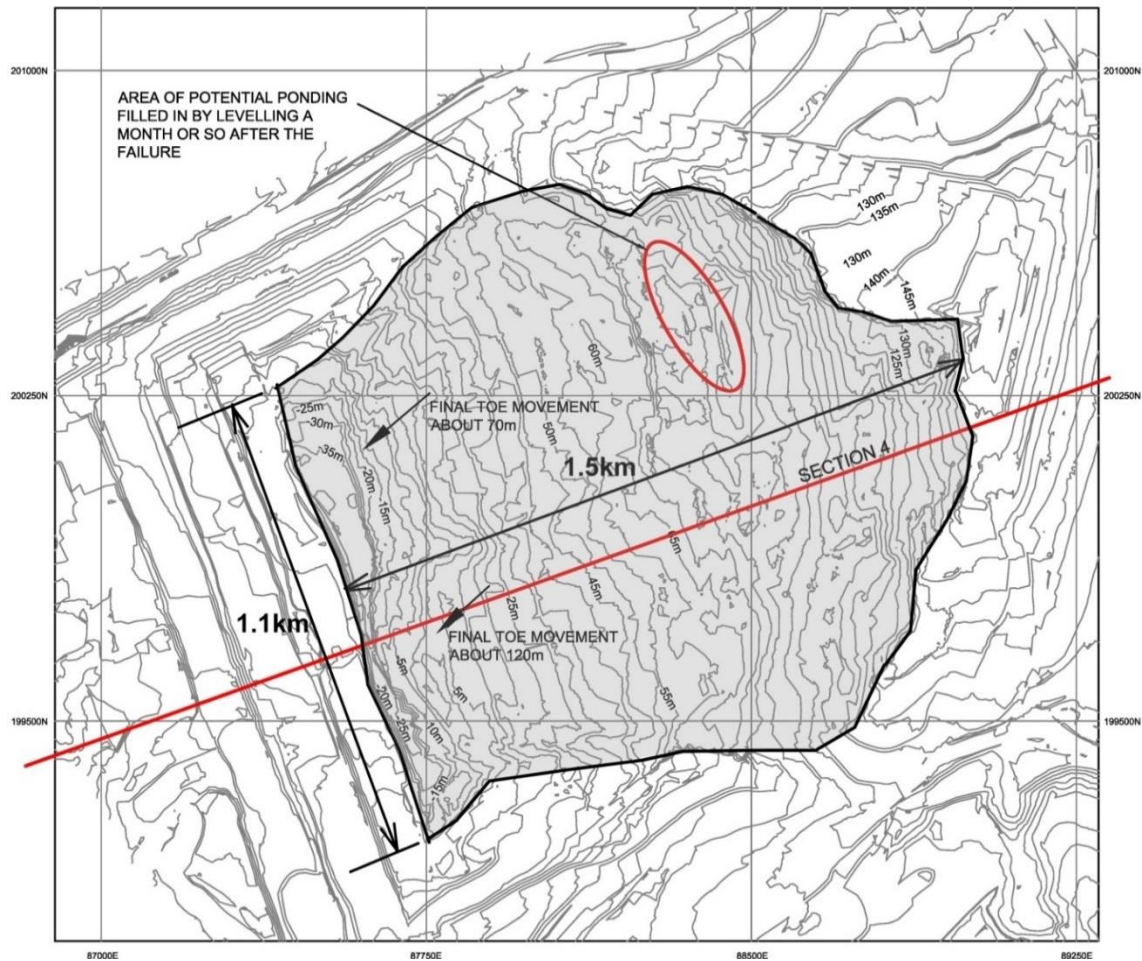 201000N
201000N
AREA OF POTENTIAL PONDING
FILLED IN BY LEVELLING A
MONTH OR SO AFTER THE
FAILURE
130m
135m
130m
140m
145m
130m
125m
60m
200250N
200250N
-25m
-30m
-35m
FINAL TOE MOVEMENT
ABOUT 70m
50m
1.5km
SECTION 4
-20m
-15m
65m
45m
25m
1.1km
FINAL TOE MOVEMENT
ABOUT 120m
-5m
5m
-20m
-25m
-10m
55m
199500N
199500N
-15m
87000E
87750E
88500E
89250E